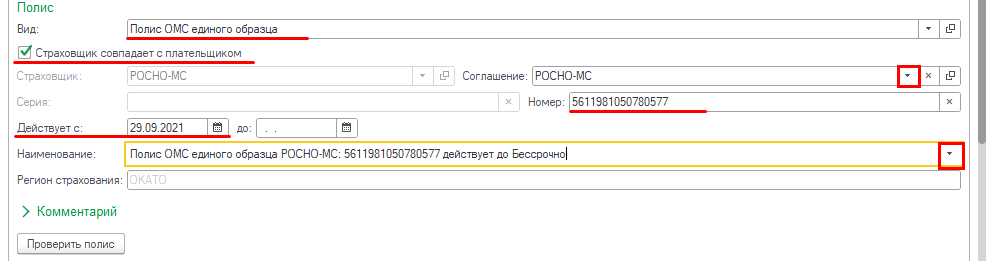 Полис
Вид: Полис ОМС единого образца
Страховщик совпадает с плательщиком
Страховщик: РОСНО-МС Соглашение: РОСНО-МС
Серия: Номер: 5611981050780577
Действует с: 29.09.2021 до: . .
Наименование: Полис ОМС единого образца РОСНО-МС: 5611981050780577 действует до Бессрочно
Регион страхования: ОКАТО
Комментарий
Проверить полис